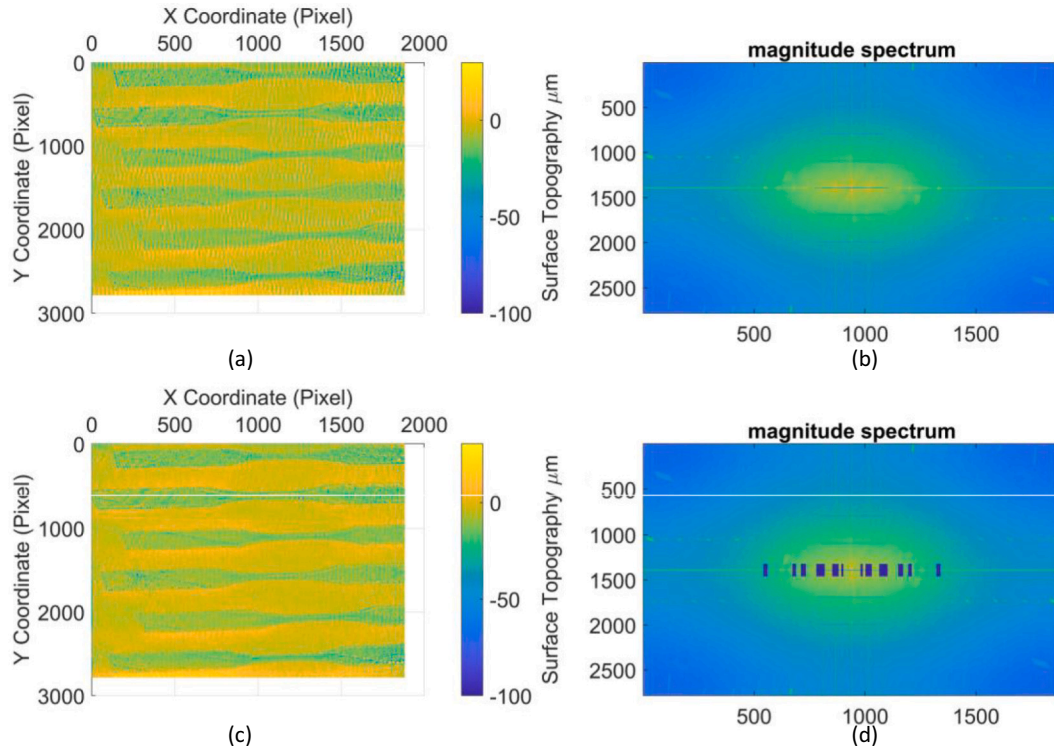 X Coordinate (Pixel)
0 500 1000 1500 2000
0
1000
2000
3000
Y Coordinate (Pixel)
0
-50
-100
Surface Topography μm
(a)
magnitude spectrum
500
1000
1500
2000
2500
500 1000 1500
(b)
X Coordinate (Pixel)
0 500 1000 1500 2000
0
1000
2000
3000
Y Coordinate (Pixel)
0
-50
-100
Surface Topography μm
(c)
magnitude spectrum
500
1000
1500
2000
2500
500 1000 1500
(d)